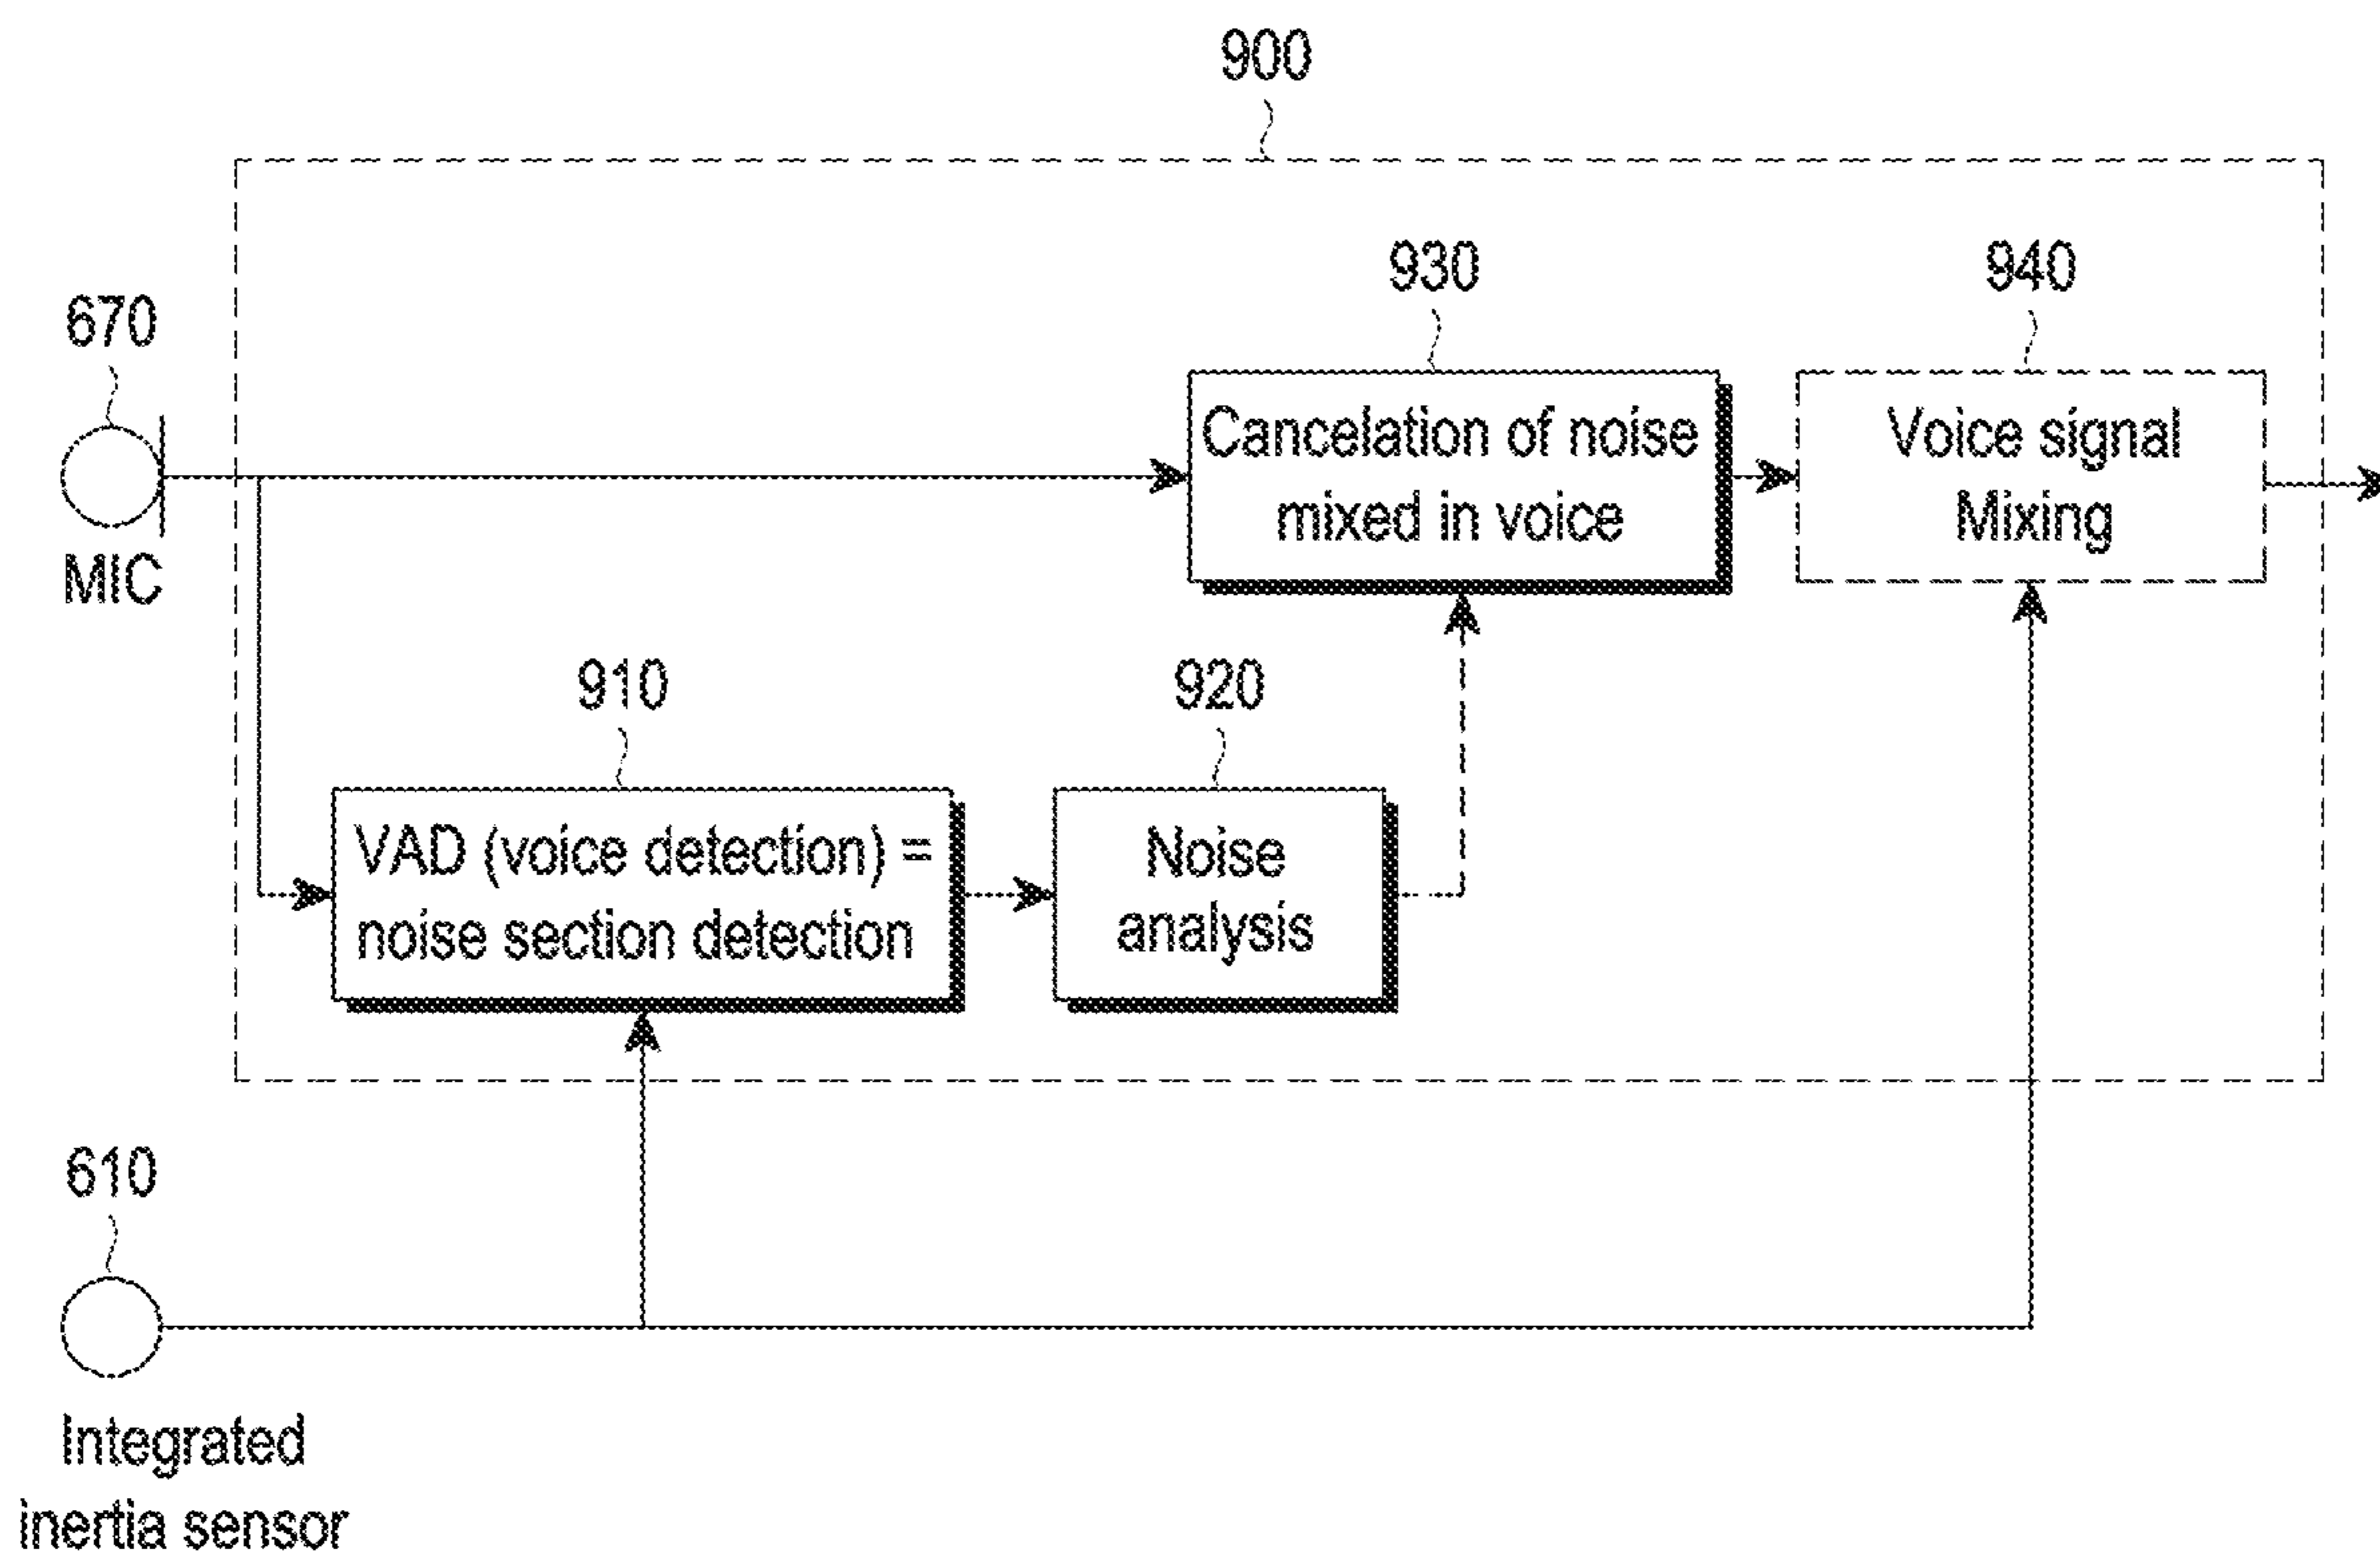 900
930
940
670
Cancelation of noise
mixed in voice
Voice signal
Mixing
MIC
910
920
VAD (voice detection) =
noise section detection
Noise
analysis
610
Integrated
inertia sensor